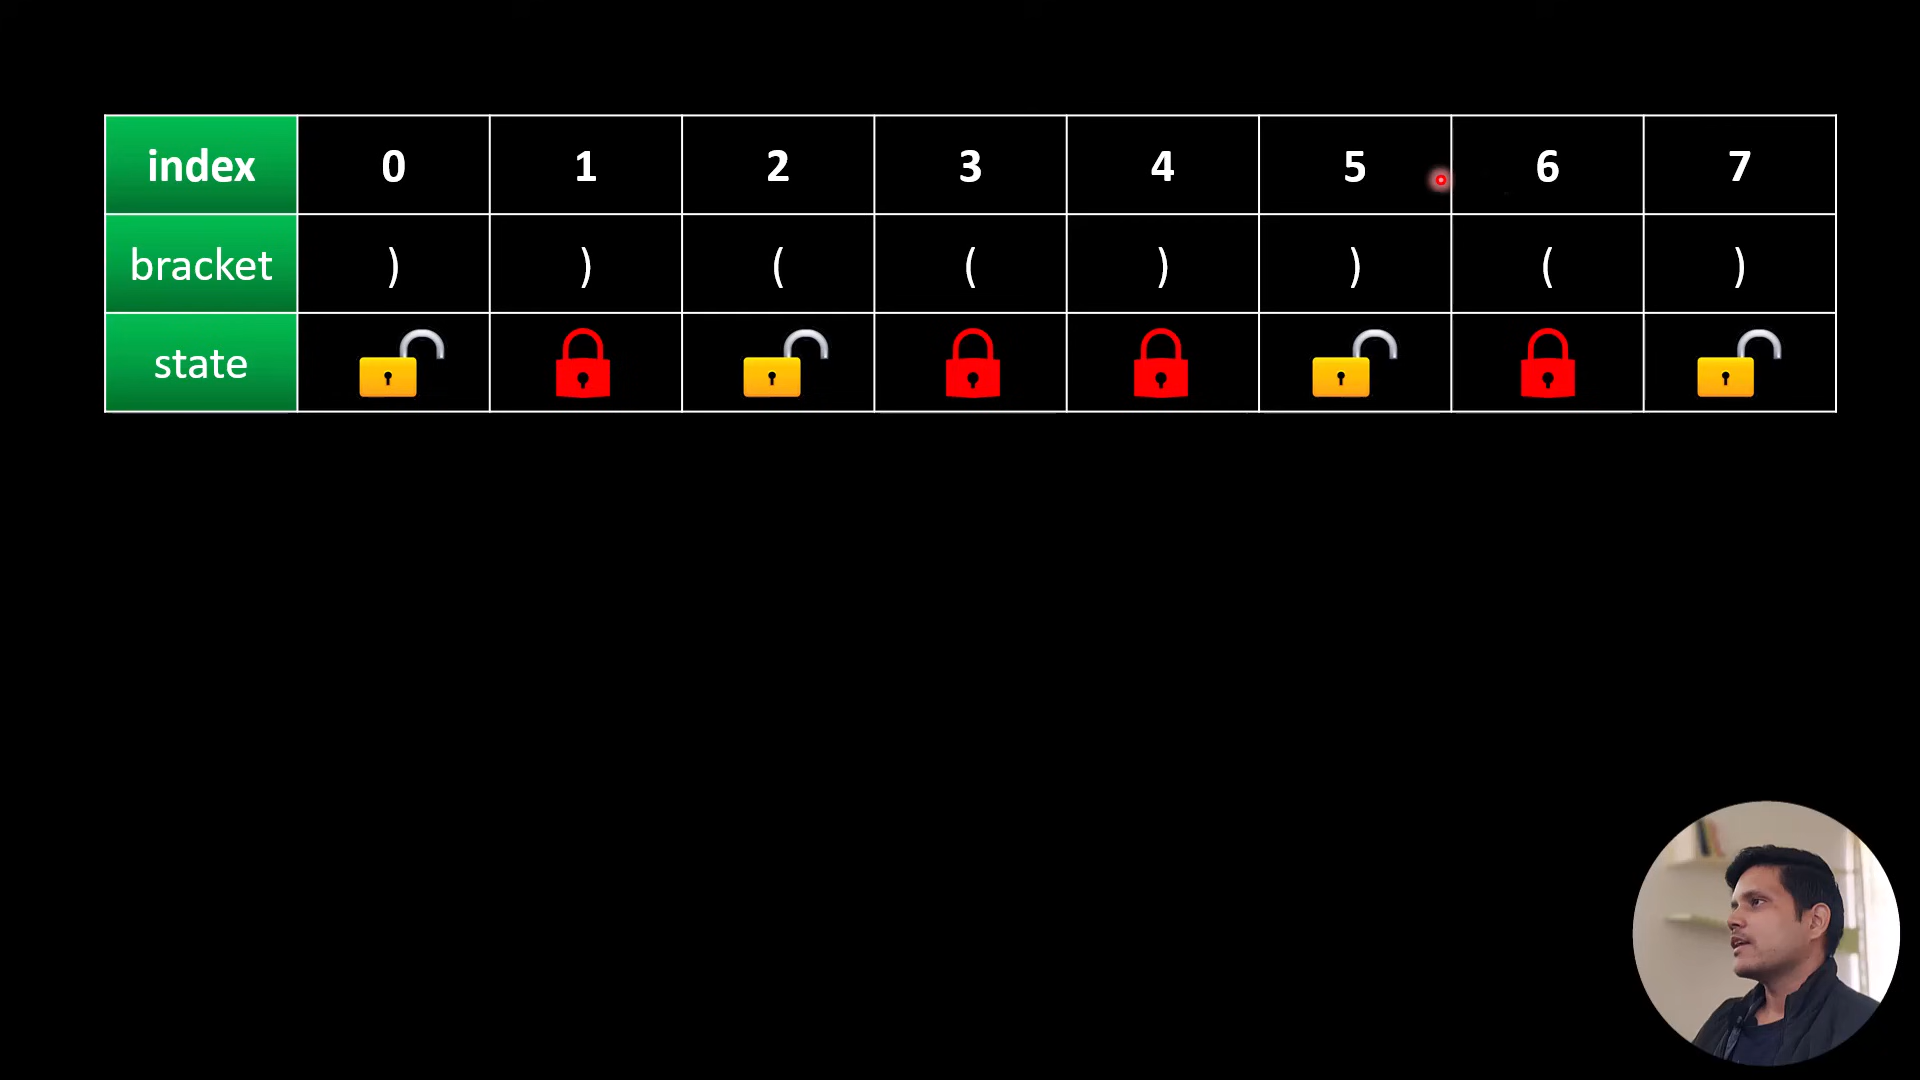 index 0 1 2 3 4 5 6 7
bracket ) ) ( ( ) ) ( )
state